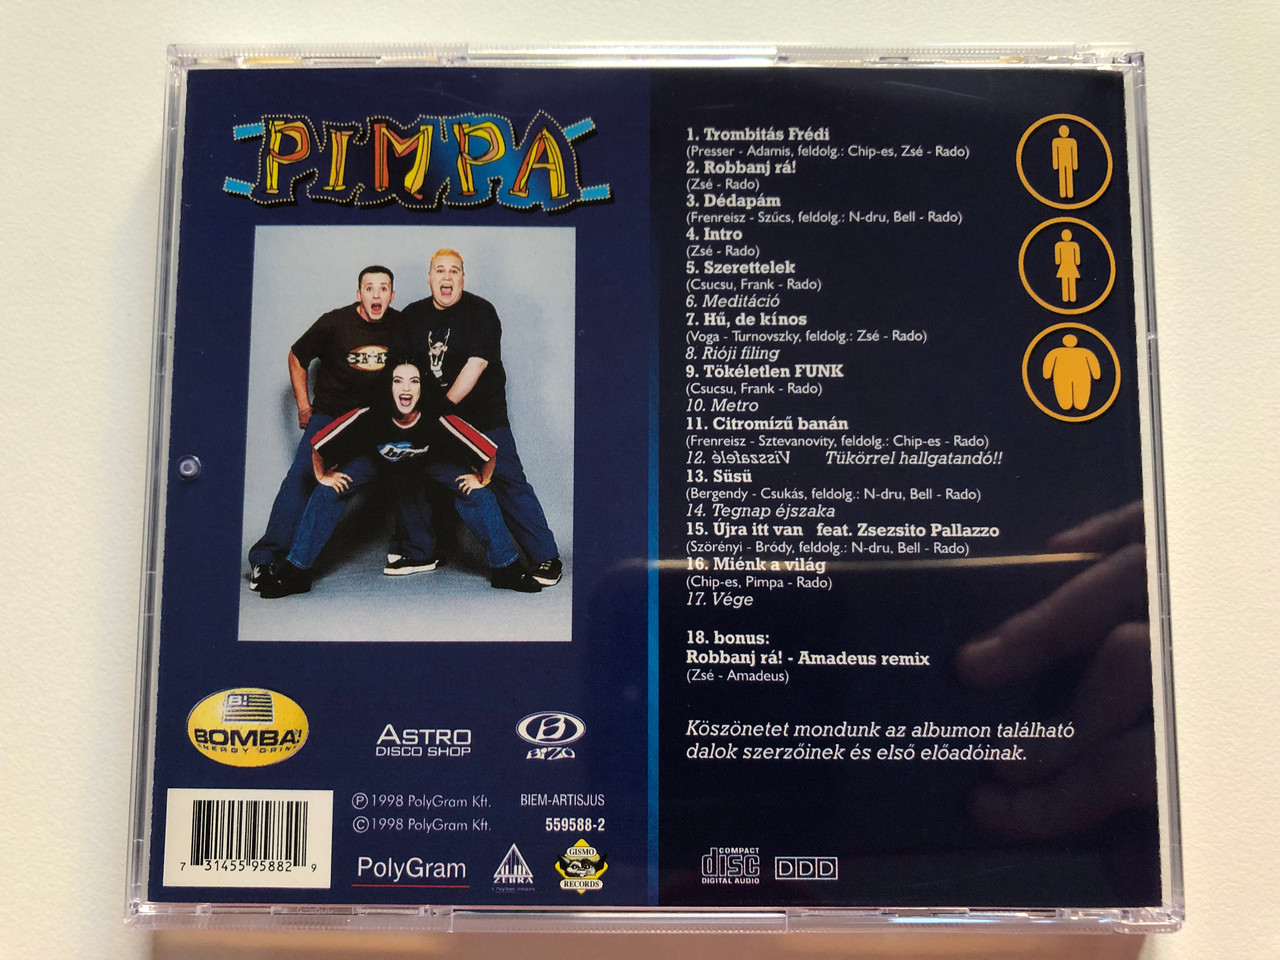 PIMPA
1. Trombitás Frédi
(Presser - Adamis, feldolg.: Chip-es, Zsé - Rado)
2. Robbanj rá!
(Zsé - Rado)
3. Dédapám
(Frenreisz - Szűcs, feldolg.: N-dru, Bell - Rado)
4. Intro
(Zsé - Rado)
5. Szerettelek
(Csucsu, Frank - Rado)
6. Meditáció
7. Hű, de kínos
(Voga - Turnovszky, feldolg.: Zsé - Rado)
8. Rióji fíling
9. Tökéletlen FUNK
(Csucsu, Frank - Rado)
10. Metro
11. Citromízű banán
(Frenreisz - Sztevanovity, feldolg.: Chip-es - Rado)
12. Visszafelé Tükörrel hallgatandó!!
13. Süsü
(Bergendy - Csukás, feldolg.: N-dru, Bell - Rado)
14. Tegnap éjszaka
15. Újra itt van feat. Zsezsito Pallazzo
(Szörényi - Bródy, feldolg.: N-dru, Bell - Rado)
16. Miénk a világ
(Chip-es, Pimpa - Rado)
17. Vége
18. bonus:
Robbanj rá! - Amadeus remix
(Zsé - Amadeus)
Köszönetet mondunk az albumon található
dalok szerzőinek és első előadóinak.
B!
BOMBA!
ENERGY DRINK
ASTRO
DISCO SHOP
B
BIZO
℗ 1998 PolyGram Kft.
© 1998 PolyGram Kft.
BIEM-ARTISJUS
559588-2
7 31455 95882 9
PolyGram
ZEBRA
GISMO
RECORDS
COMPACT
disc
DIGITAL AUDIO
DDD